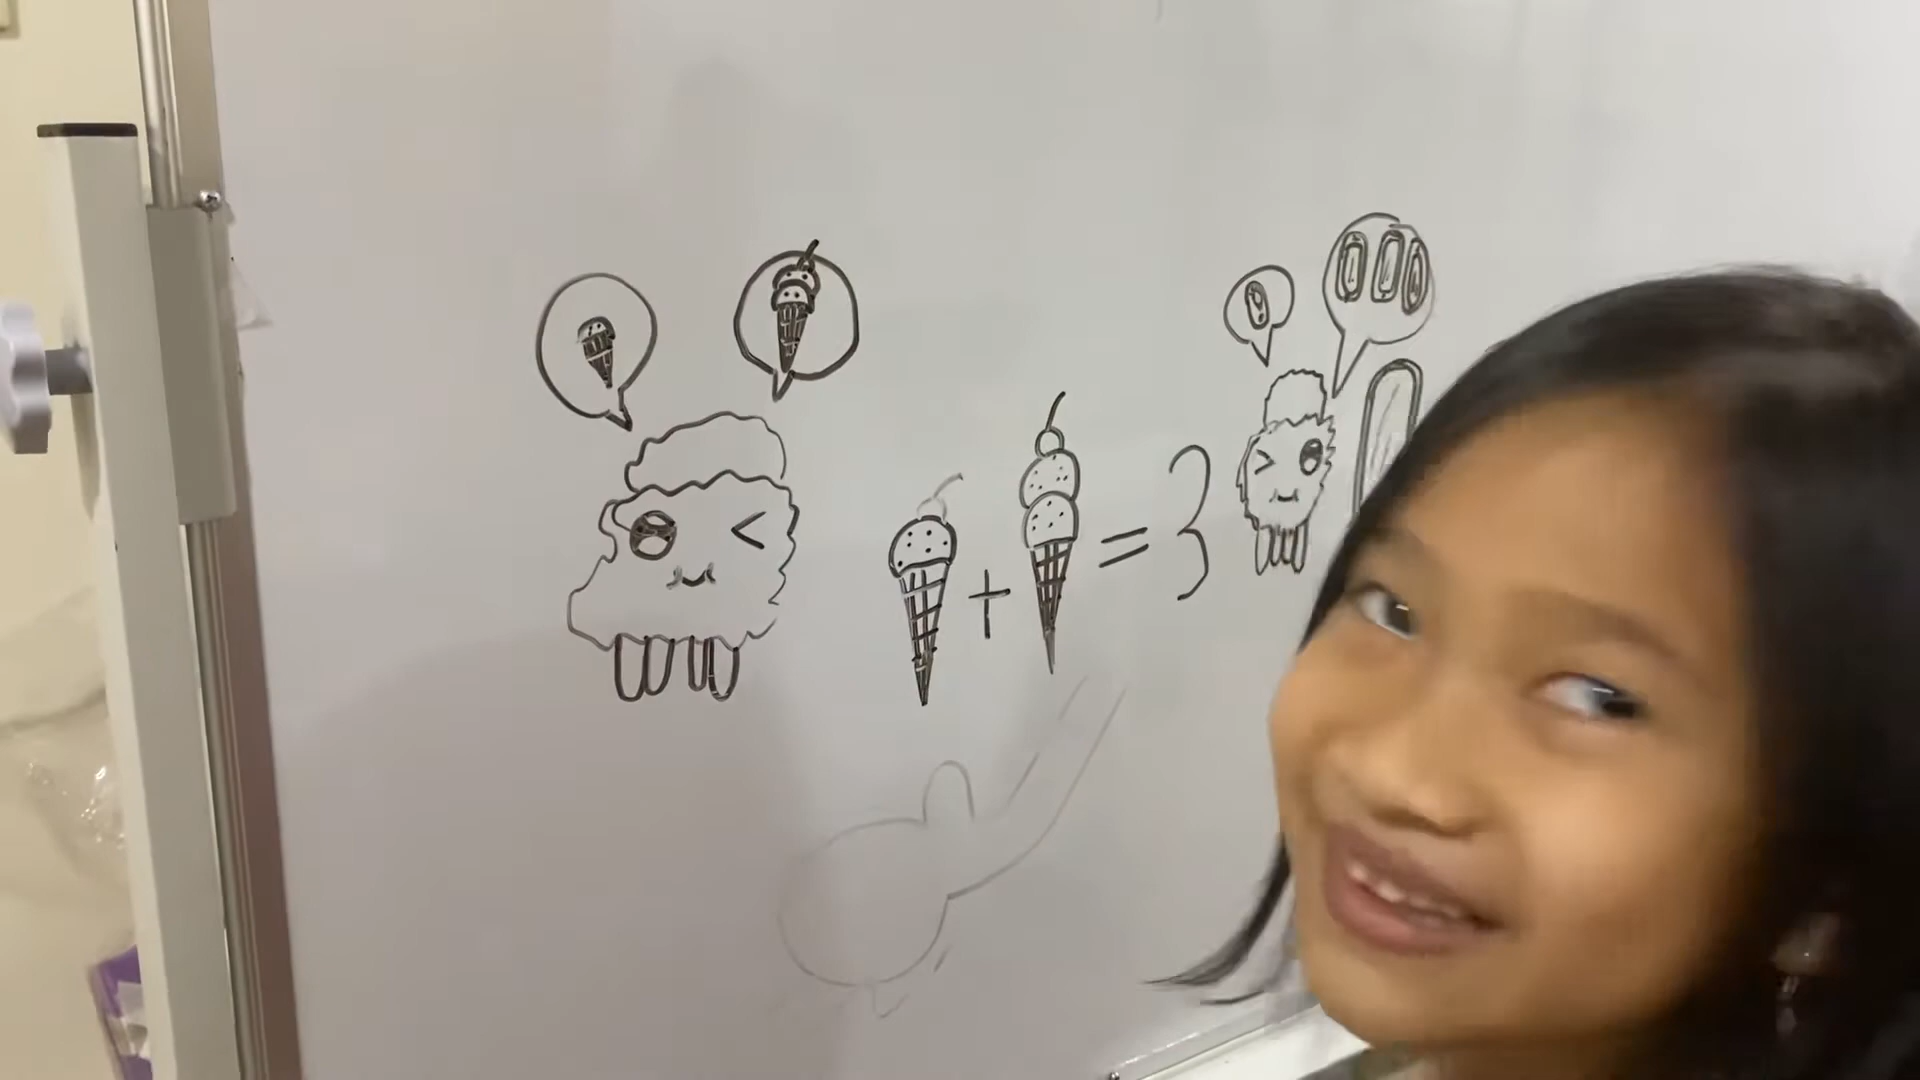 + = 3